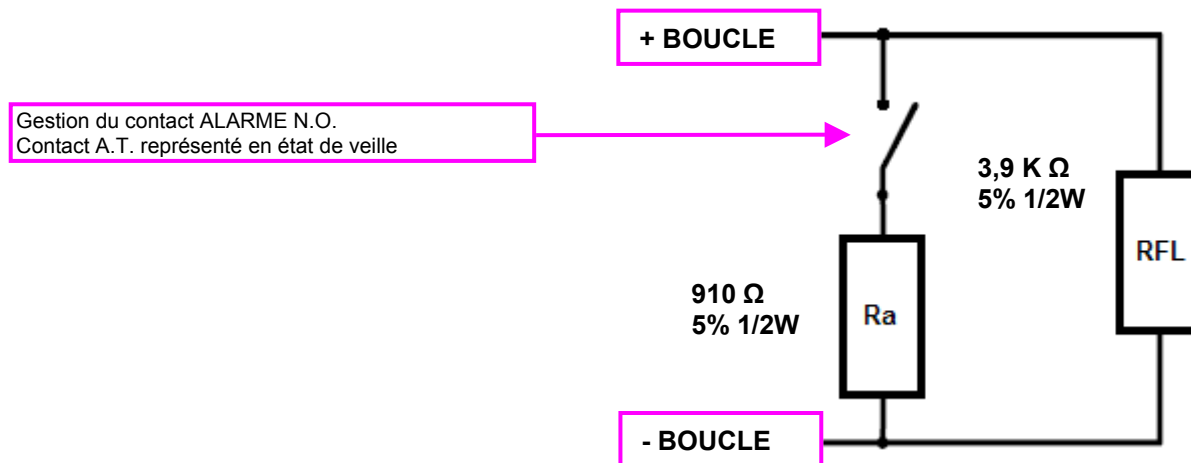 + BOUCLE
Gestion du contact ALARME N.O.
Contact A.T. représenté en état de veille
3,9 K Ω
5% 1/2W
RFL
910 Ω
5% 1/2W
Ra
- BOUCLE